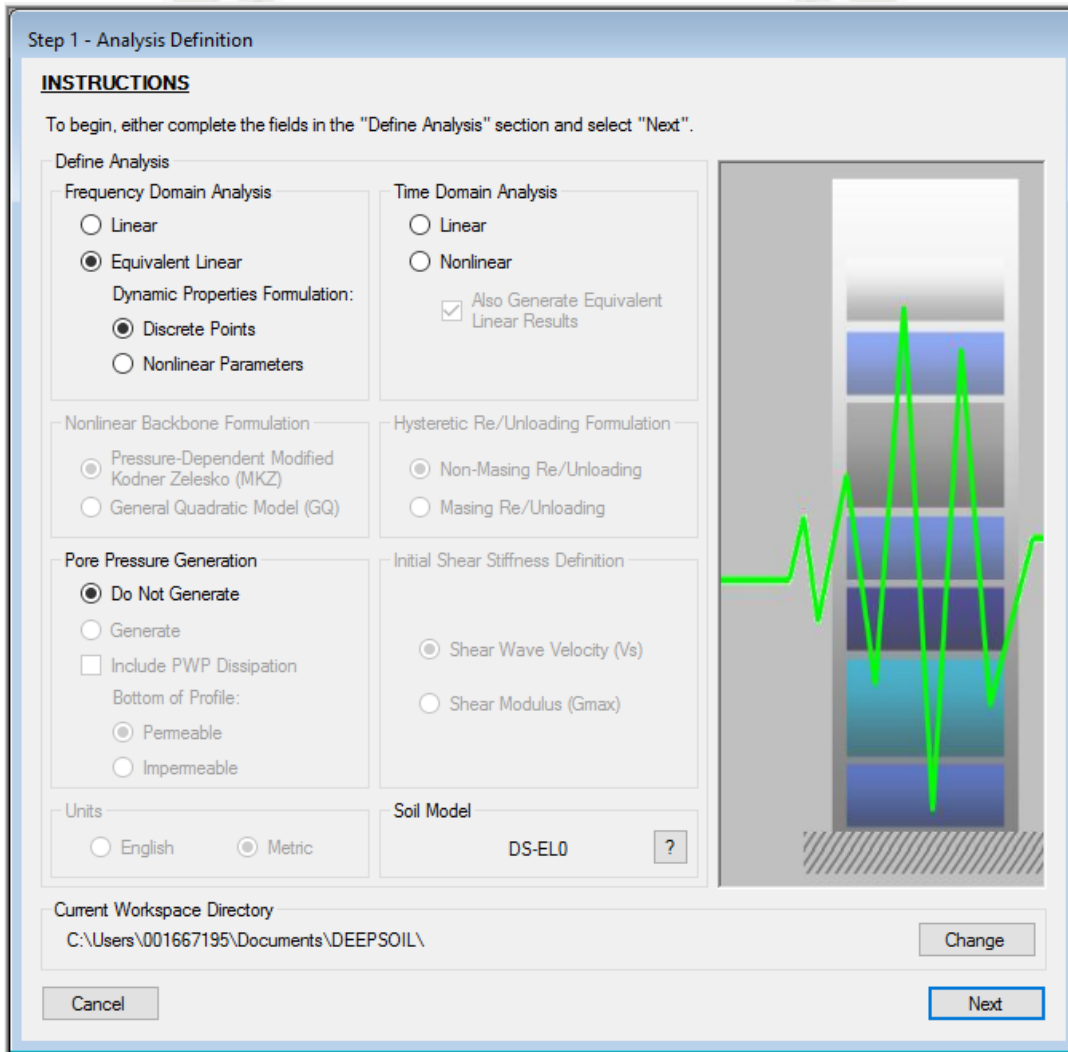 Step 1 - Analysis Definition
INSTRUCTIONS
To begin, either complete the fields in the "Define Analysis" section and select "Next".
Define Analysis
Frequency Domain Analysis
Linear
Equivalent Linear
Dynamic Properties Formulation:
Discrete Points
Nonlinear Parameters
Time Domain Analysis
Linear
Nonlinear
Also Generate Equivalent
Linear Results
Nonlinear Backbone Formulation
Pressure-Dependent Modified
Kodner Zelesko (MKZ)
General Quadratic Model (GQ)
Hysteretic Re/Unloading Formulation
Non-Masing Re/Unloading
Masing Re/Unloading
Pore Pressure Generation
Do Not Generate
Generate
Include PWP Dissipation
Bottom of Profile:
Permeable
Impermeable
Initial Shear Stiffness Definition
Shear Wave Velocity (Vs)
Shear Modulus (Gmax)
Units
English
Metric
Soil Model
DS-EL0
?
Current Workspace Directory
C:\Users\001667195\Documents\DEEPSOIL\
Change
Cancel
Next